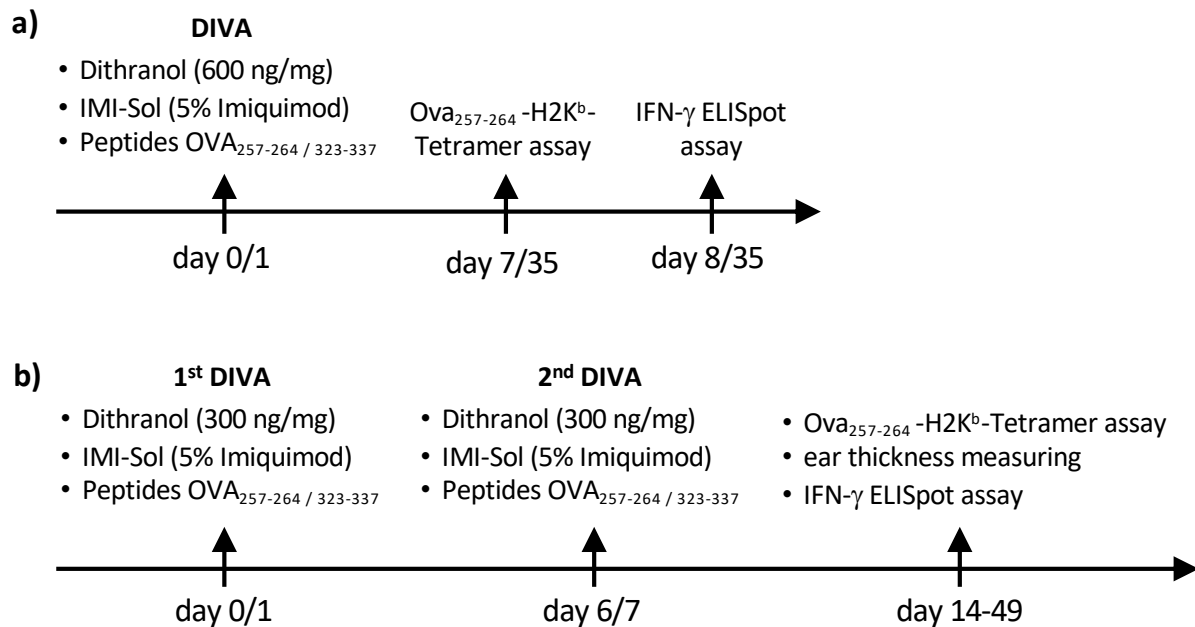 a)
DIVA
• Dithranol (600 ng/mg)
• IMI-Sol (5% Imiquimod)
• Peptides OVA₂₅₇₋₂₆₄ / ₃₂₃₋₃₃₇
Ova₂₅₇₋₂₆₄ -H2Kᵇ-
Tetramer assay
IFN-γ ELISpot
assay
day 0/1
day 7/35
day 8/35
b)
1ˢᵗ DIVA
• Dithranol (300 ng/mg)
• IMI-Sol (5% Imiquimod)
• Peptides OVA₂₅₇₋₂₆₄ / ₃₂₃₋₃₃₇
2ⁿᵈ DIVA
• Dithranol (300 ng/mg)
• IMI-Sol (5% Imiquimod)
• Peptides OVA₂₅₇₋₂₆₄ / ₃₂₃₋₃₃₇
• Ova₂₅₇₋₂₆₄ -H2Kᵇ-Tetramer assay
• ear thickness measuring
• IFN-γ ELISpot assay
day 0/1
day 6/7
day 14-49